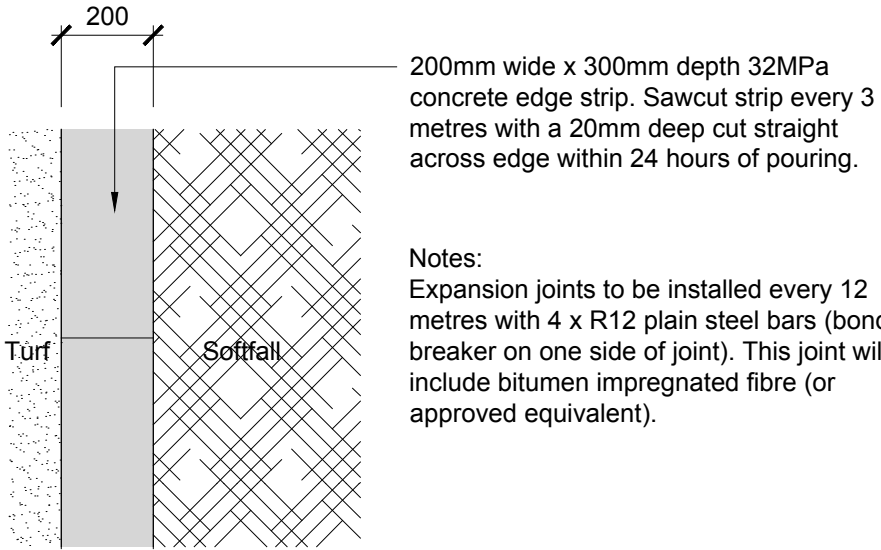 200
200mm wide x 300mm depth 32MPa
concrete edge strip. Sawcut strip every 3
metres with a 20mm deep cut straight
across edge within 24 hours of pouring.
Notes:
Expansion joints to be installed every 12
metres with 4 x R12 plain steel bars (bond
breaker on one side of joint). This joint wil
include bitumen impregnated fibre (or
approved equivalent).
Turf
Softfall